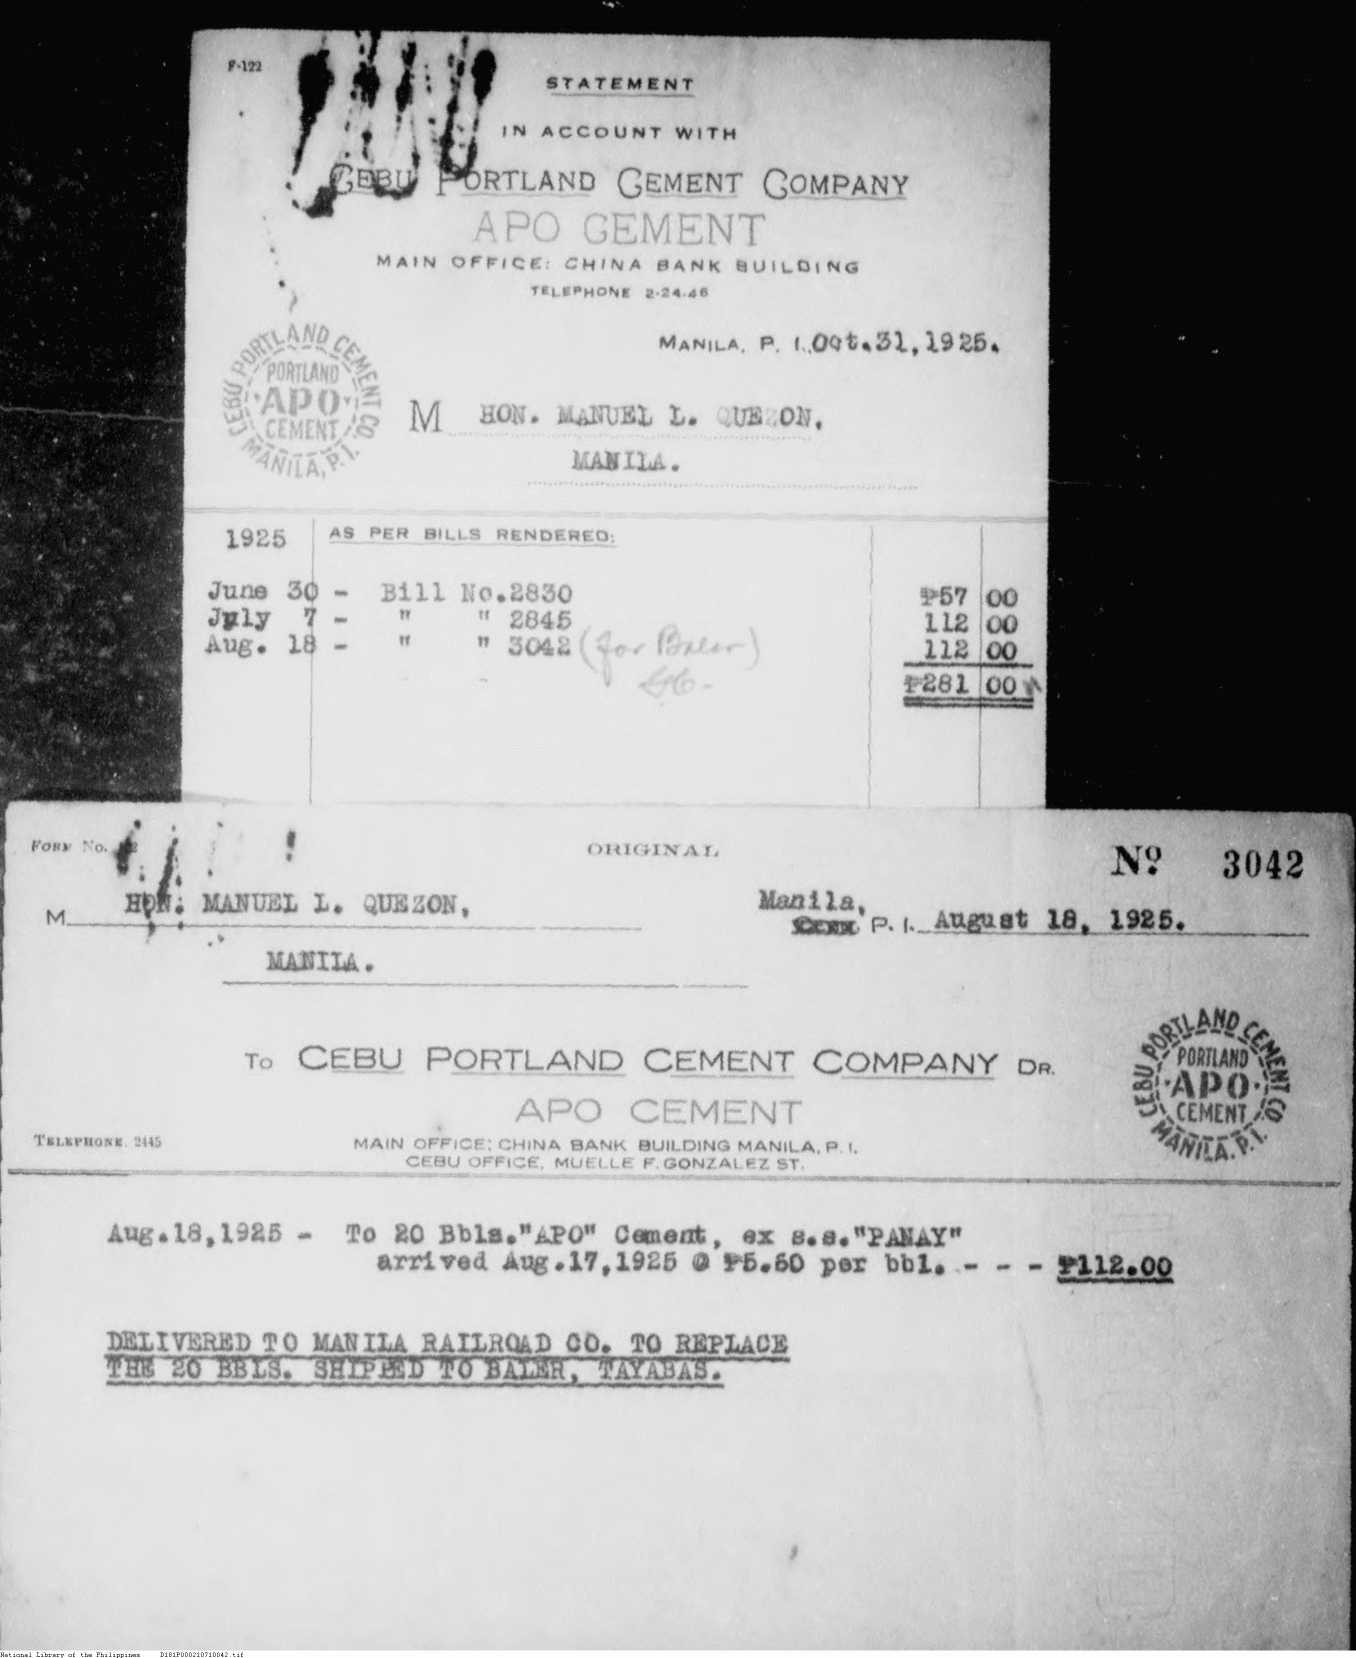 F-122
STATEMENT
IN ACCOUNT WITH
CEBU PORTLAND CEMENT COMPANY
APO CEMENT
MAIN OFFICE: CHINA BANK BUILDING
TELEPHONE 2-24-46
MANILA, P. I., Oct.31,1925.
CEBU PORTLAND CEMENT CO.
PORTLAND
APO
CEMENT
MANILA, P. I.
M HON. MANUEL L. QUEZON,
MANILA.
1925 AS PER BILLS RENDERED:
June 30 - Bill No.2830 ₱57 00
July 7 - " " 2845 112 00
Aug. 18 - " " 3042 (for Baler) 112 00
₱281 00
FORM No.
ORIGINAL
No 3042
M HON. MANUEL L. QUEZON,
Manila,
P. I. August 18, 1925.
MANILA.
To CEBU PORTLAND CEMENT COMPANY DR.
APO CEMENT
TELEPHONE 2445
MAIN OFFICE: CHINA BANK BUILDING MANILA, P. I.
CEBU OFFICE, MUELLE F. GONZALEZ ST.
CEBU PORTLAND CEMENT CO.
PORTLAND
APO
CEMENT
MANILA, P. I.
Aug.18,1925 - To 20 Bbls."APO" Cement, ex s.s."PANAY"
arrived Aug.17,1925 @ ₱5.60 per bbl. - - - ₱112.00
DELIVERED TO MANILA RAILROAD CO. TO REPLACE
THE 20 BBLS. SHIPPED TO BALER, TAYABAS.
National Library of the Philippines D181P000210710042.tif